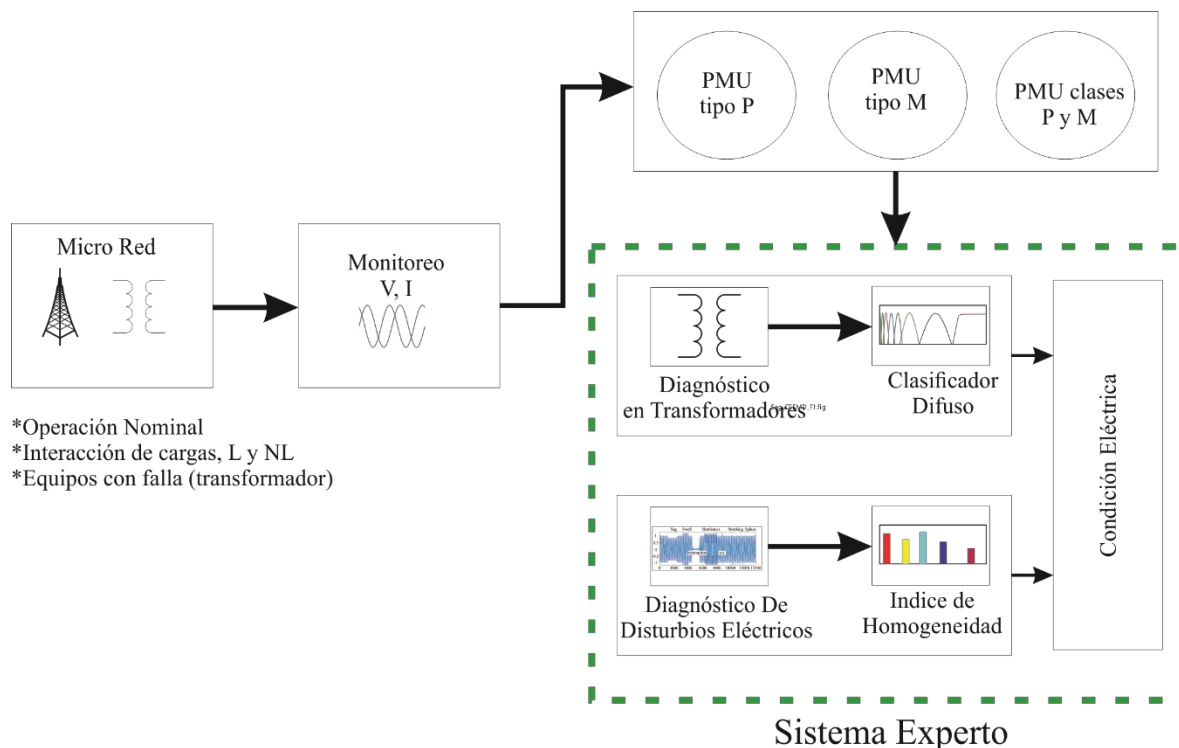 PMU
tipo P
PMU
tipo M
PMU clases
P y M
Micro Red
Monitoreo
V, I
*Operación Nominal
*Interacción de cargas, L y NL
*Equipos con falla (transformador)
Diagnóstico
en Transformadores
Clasificador
Difuso
Diagnóstico De
Disturbios Eléctricos
Indice de
Homogeneidad
Condición Eléctrica
Sistema Experto